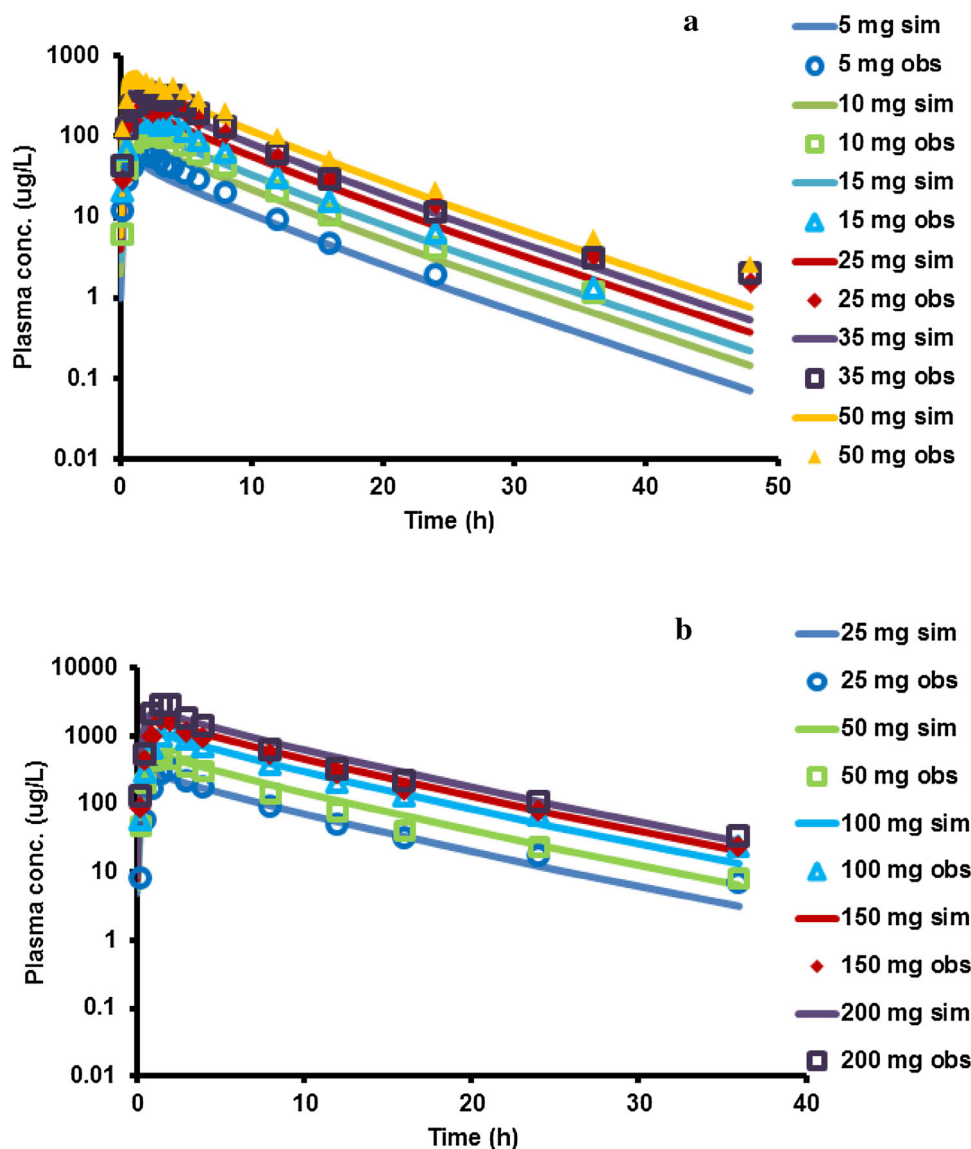 a
1000
100
10
1
0.1
0.01
Plasma conc. (ug/L)
0 10 20 30 40 50
Time (h)
5 mg sim
5 mg obs
10 mg sim
10 mg obs
15 mg sim
15 mg obs
25 mg sim
25 mg obs
35 mg sim
35 mg obs
50 mg sim
50 mg obs
b
10000
1000
100
10
1
0.1
0.01
Plasma conc. (ug/L)
0 10 20 30 40
Time (h)
25 mg sim
25 mg obs
50 mg sim
50 mg obs
100 mg sim
100 mg obs
150 mg sim
150 mg obs
200 mg sim
200 mg obs